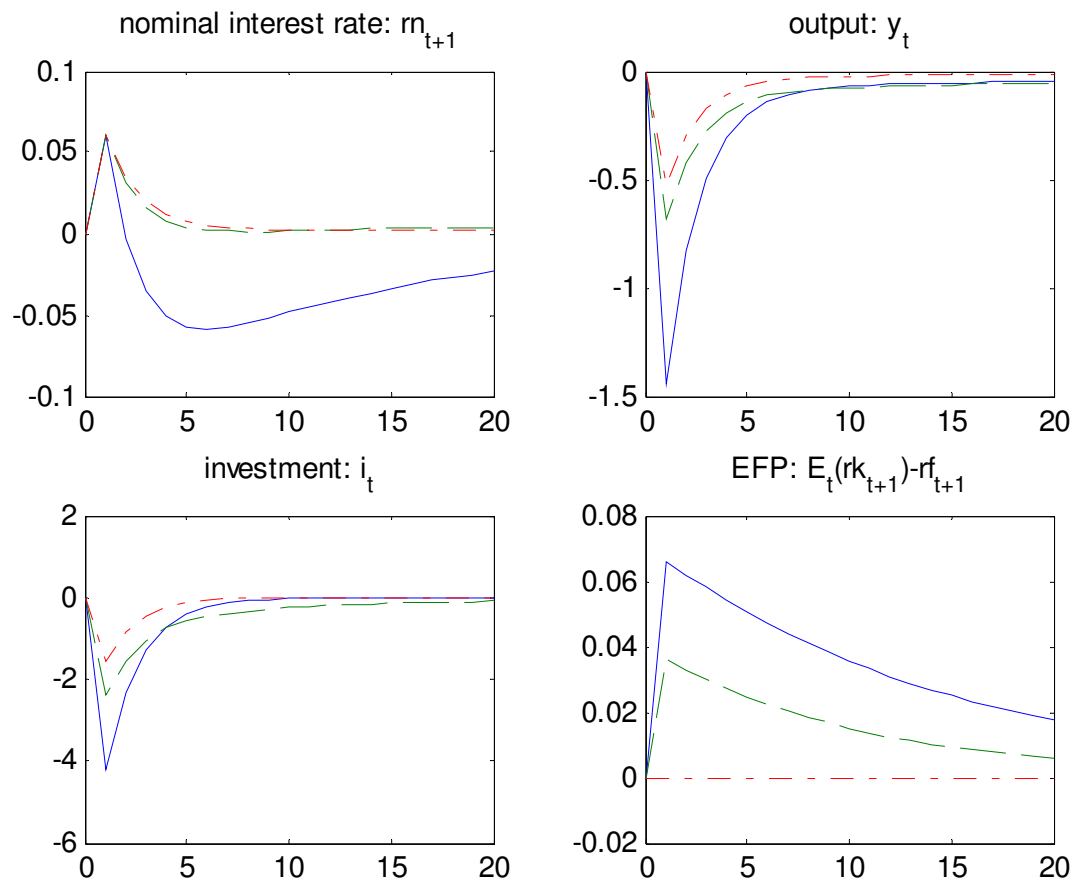 nominal interest rate: rn_{t+1}
0.1
0.05
0
-0.05
-0.1
0 5 10 15 20
output: y_t
0
-0.5
-1
-1.5
0 5 10 15 20
investment: i_t
2
0
-2
-4
-6
0 5 10 15 20
EFP: E_t(rk_{t+1})-rf_{t+1}
0.08
0.06
0.04
0.02
0
-0.02
0 5 10 15 20